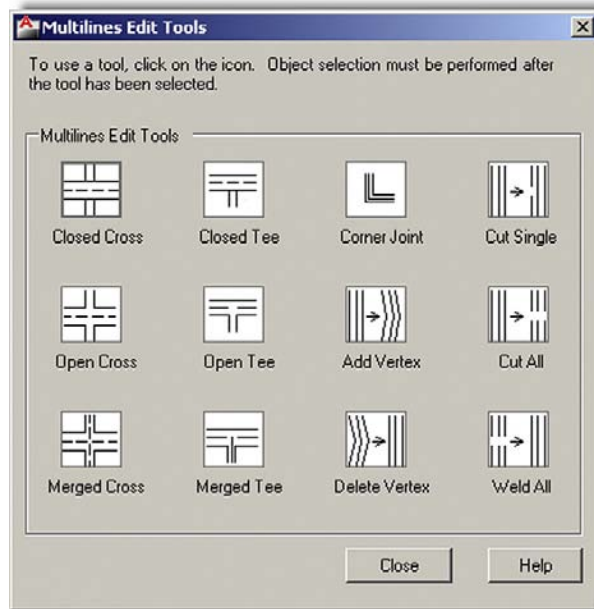 Multilines Edit Tools
To use a tool, click on the icon. Object selection must be performed after
the tool has been selected.
Multilines Edit Tools
Closed Cross Closed Tee Corner Joint Cut Single
Open Cross Open Tee Add Vertex Cut All
Merged Cross Merged Tee Delete Vertex Weld All
Close Help